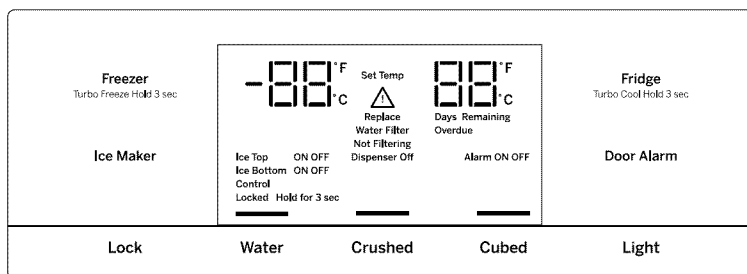 Freezer
Turbo Freeze Hold 3 sec
Ice Maker
-88 °F °C
Set Temp
Replace
Water Filter
Not Filtering
Dispenser Off
88 °F °C
Days Remaining
Overdue
Ice Top ON OFF
Ice Bottom ON OFF
Control
Locked Hold for 3 sec
Alarm ON OFF
Fridge
Turbo Cool Hold 3 sec
Door Alarm
Lock Water Crushed Cubed Light